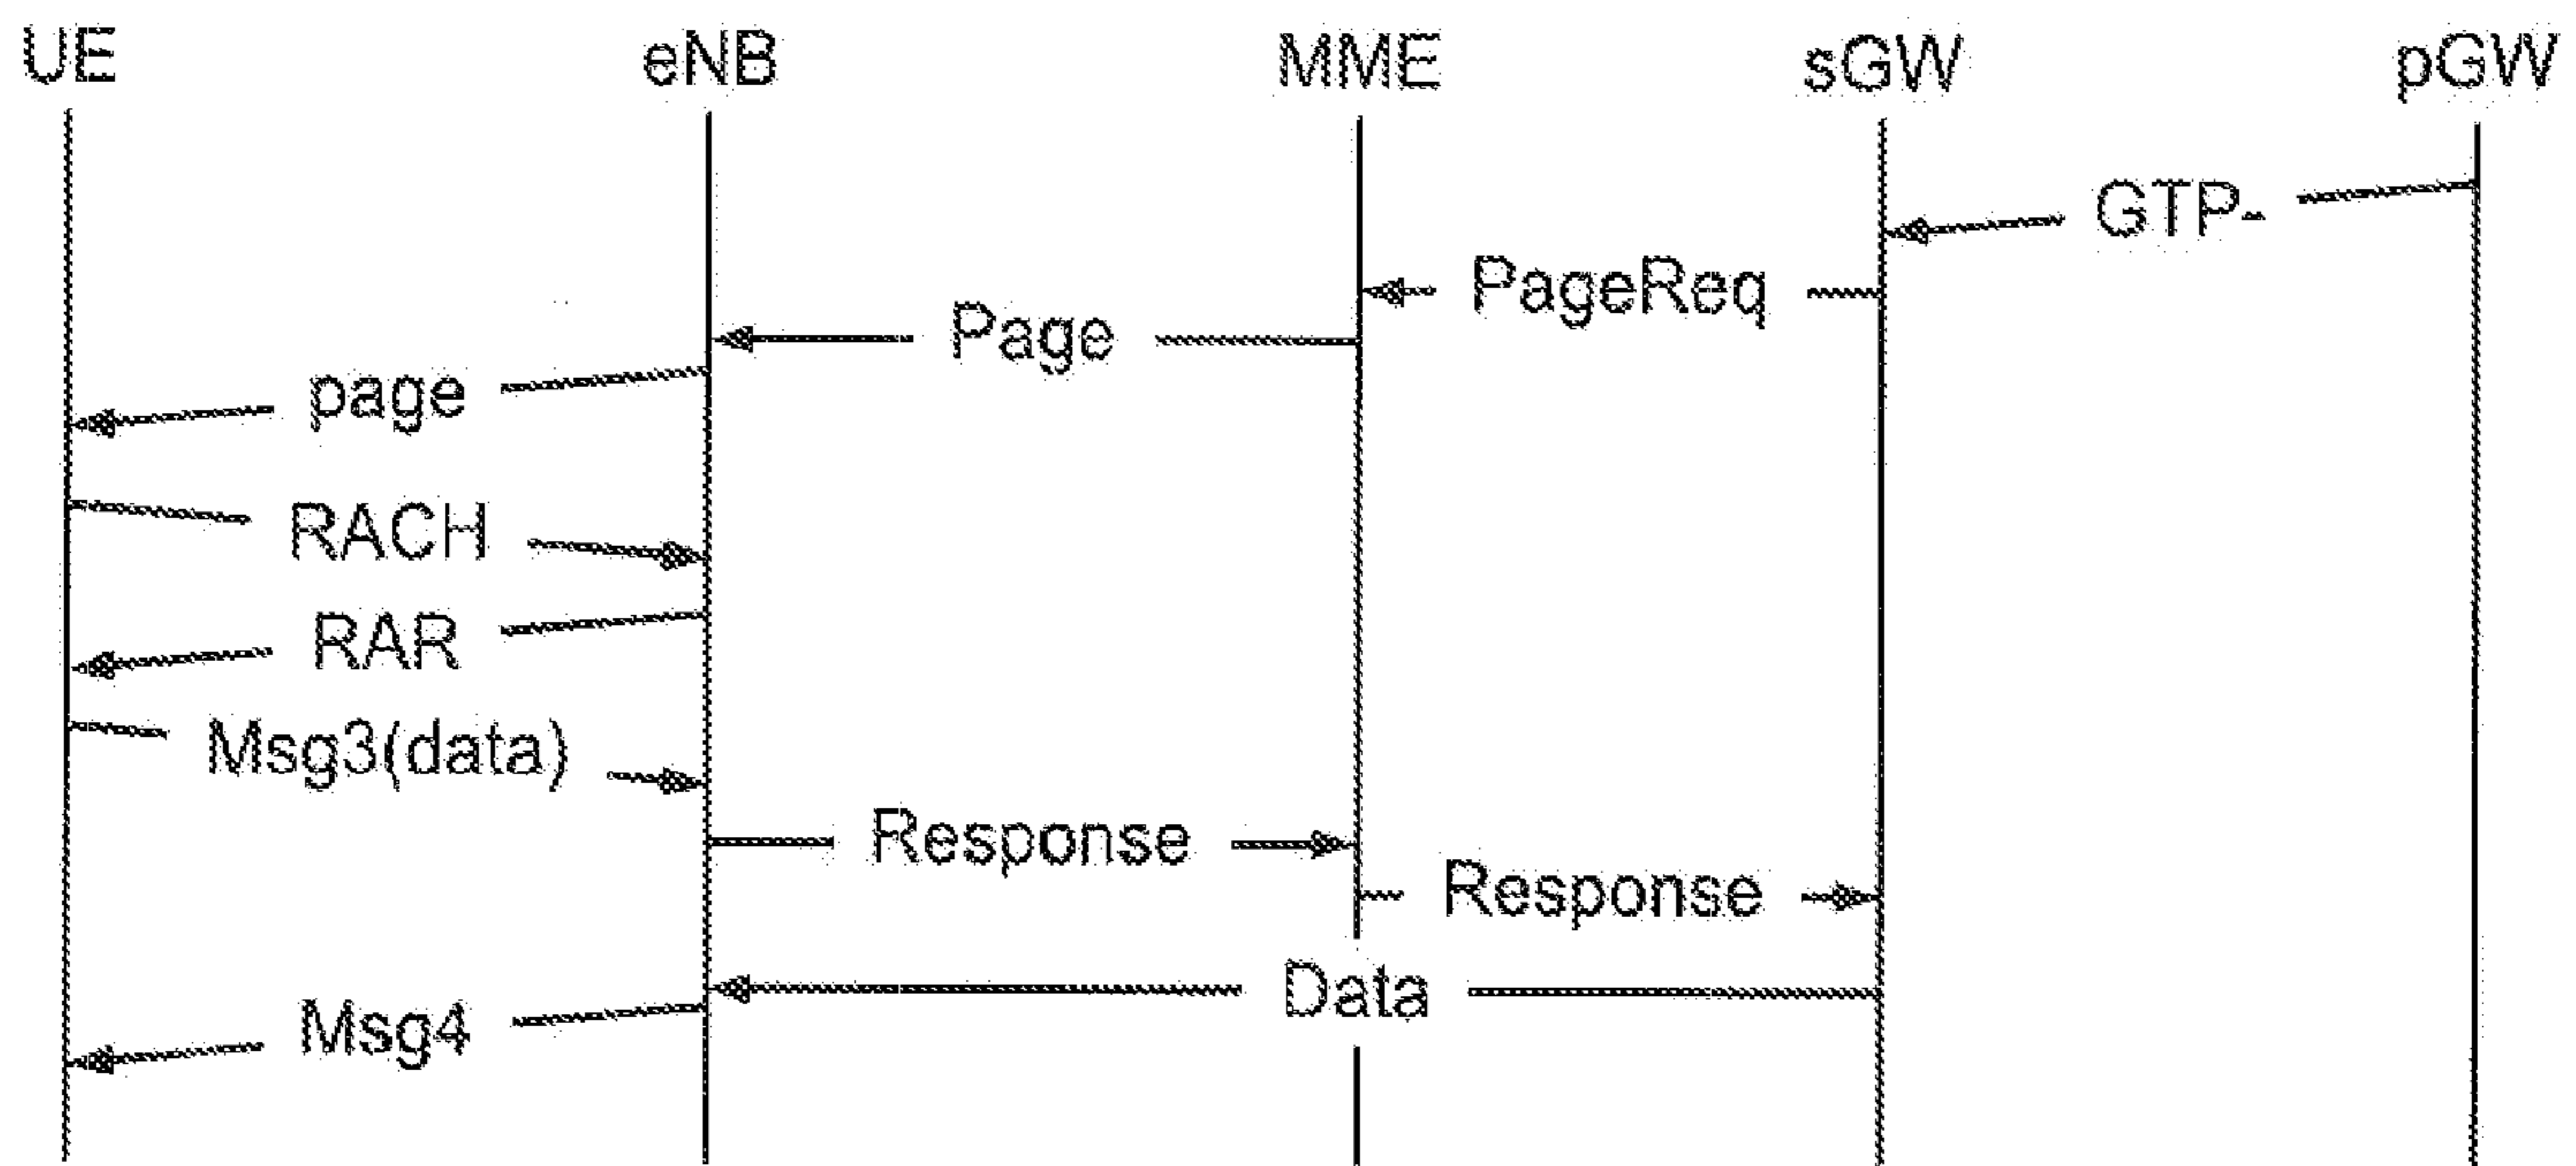 UE eNB MME sGW pGW
GTP-
PageReq
Page
page
RACH
RAR
Msg3(data)
Response
Response
Data
Msg4